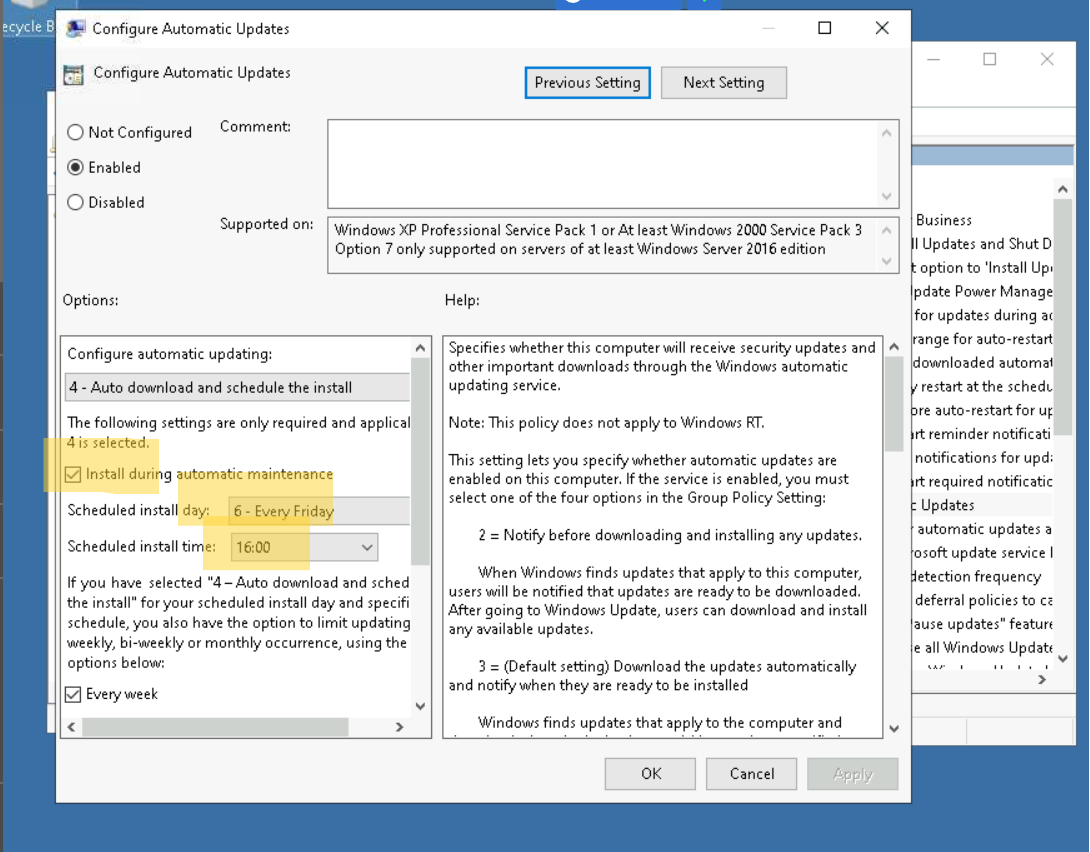 ecycle B
Configure Automatic Updates
Configure Automatic Updates
Previous Setting
Next Setting
Not Configured
Enabled
Disabled
Comment:
Supported on:
Windows XP Professional Service Pack 1 or At least Windows 2000 Service Pack 3
Option 7 only supported on servers of at least Windows Server 2016 edition
Options:
Help:
Configure automatic updating:
4 - Auto download and schedule the install
The following settings are only required and applical
4 is selected.
Install during automatic maintenance
Scheduled install day:
6 - Every Friday
Scheduled install time:
16:00
If you have selected "4 – Auto download and sched
the install" for your scheduled install day and specifi
schedule, you also have the option to limit updating
weekly, bi-weekly or monthly occurrence, using the
options below:
Every week
Specifies whether this computer will receive security updates and
other important downloads through the Windows automatic
updating service.
Note: This policy does not apply to Windows RT.
This setting lets you specify whether automatic updates are
enabled on this computer. If the service is enabled, you must
select one of the four options in the Group Policy Setting:
2 = Notify before downloading and installing any updates.
When Windows finds updates that apply to this computer,
users will be notified that updates are ready to be downloaded.
After going to Windows Update, users can download and install
any available updates.
3 = (Default setting) Download the updates automatically
and notify when they are ready to be installed
Windows finds updates that apply to the computer and
OK
Cancel
Apply
Business
ll Updates and Shut D
t option to 'Install Up
pdate Power Manage
for updates during a
range for auto-restart
downloaded automat
y restart at the schedu
ore auto-restart for up
rt reminder notificati
notifications for upd
rt required notificatic
c Updates
automatic updates a
rosoft update service l
detection frequency
deferral policies to ca
ause updates" feature
e all Windows Update